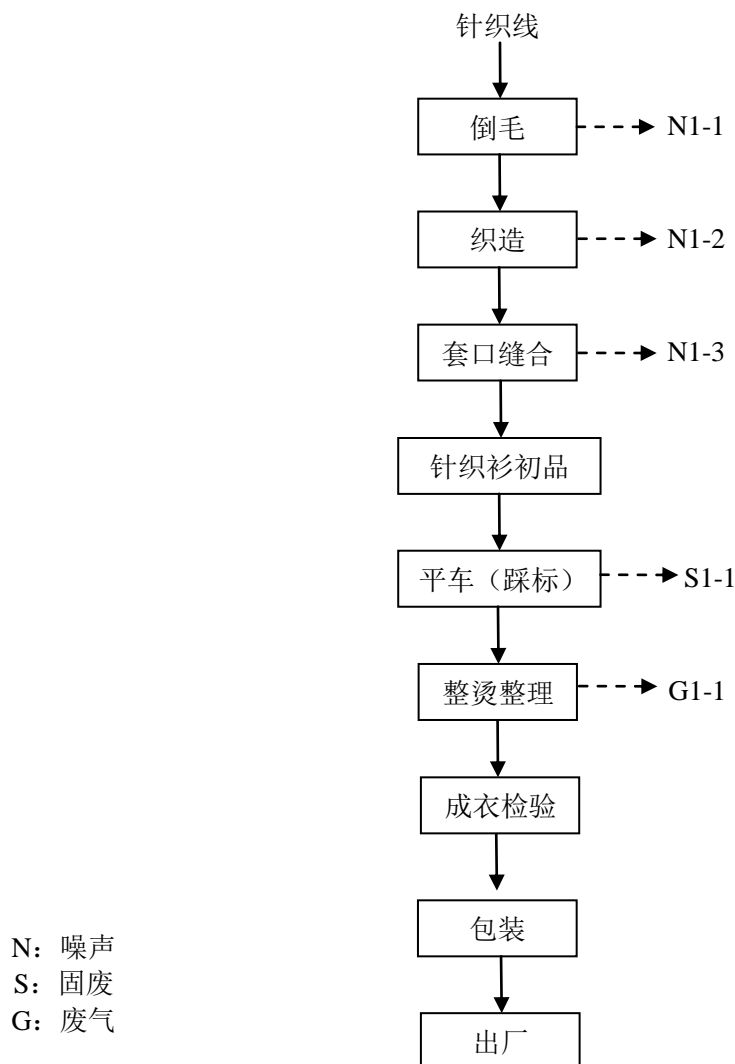 针织线
倒毛
N1-1
织造
N1-2
套口缝合
N1-3
针织衫初品
平车（踩标）
S1-1
整烫整理
G1-1
成衣检验
包装
出厂
N：噪声
S：固废
G：废气